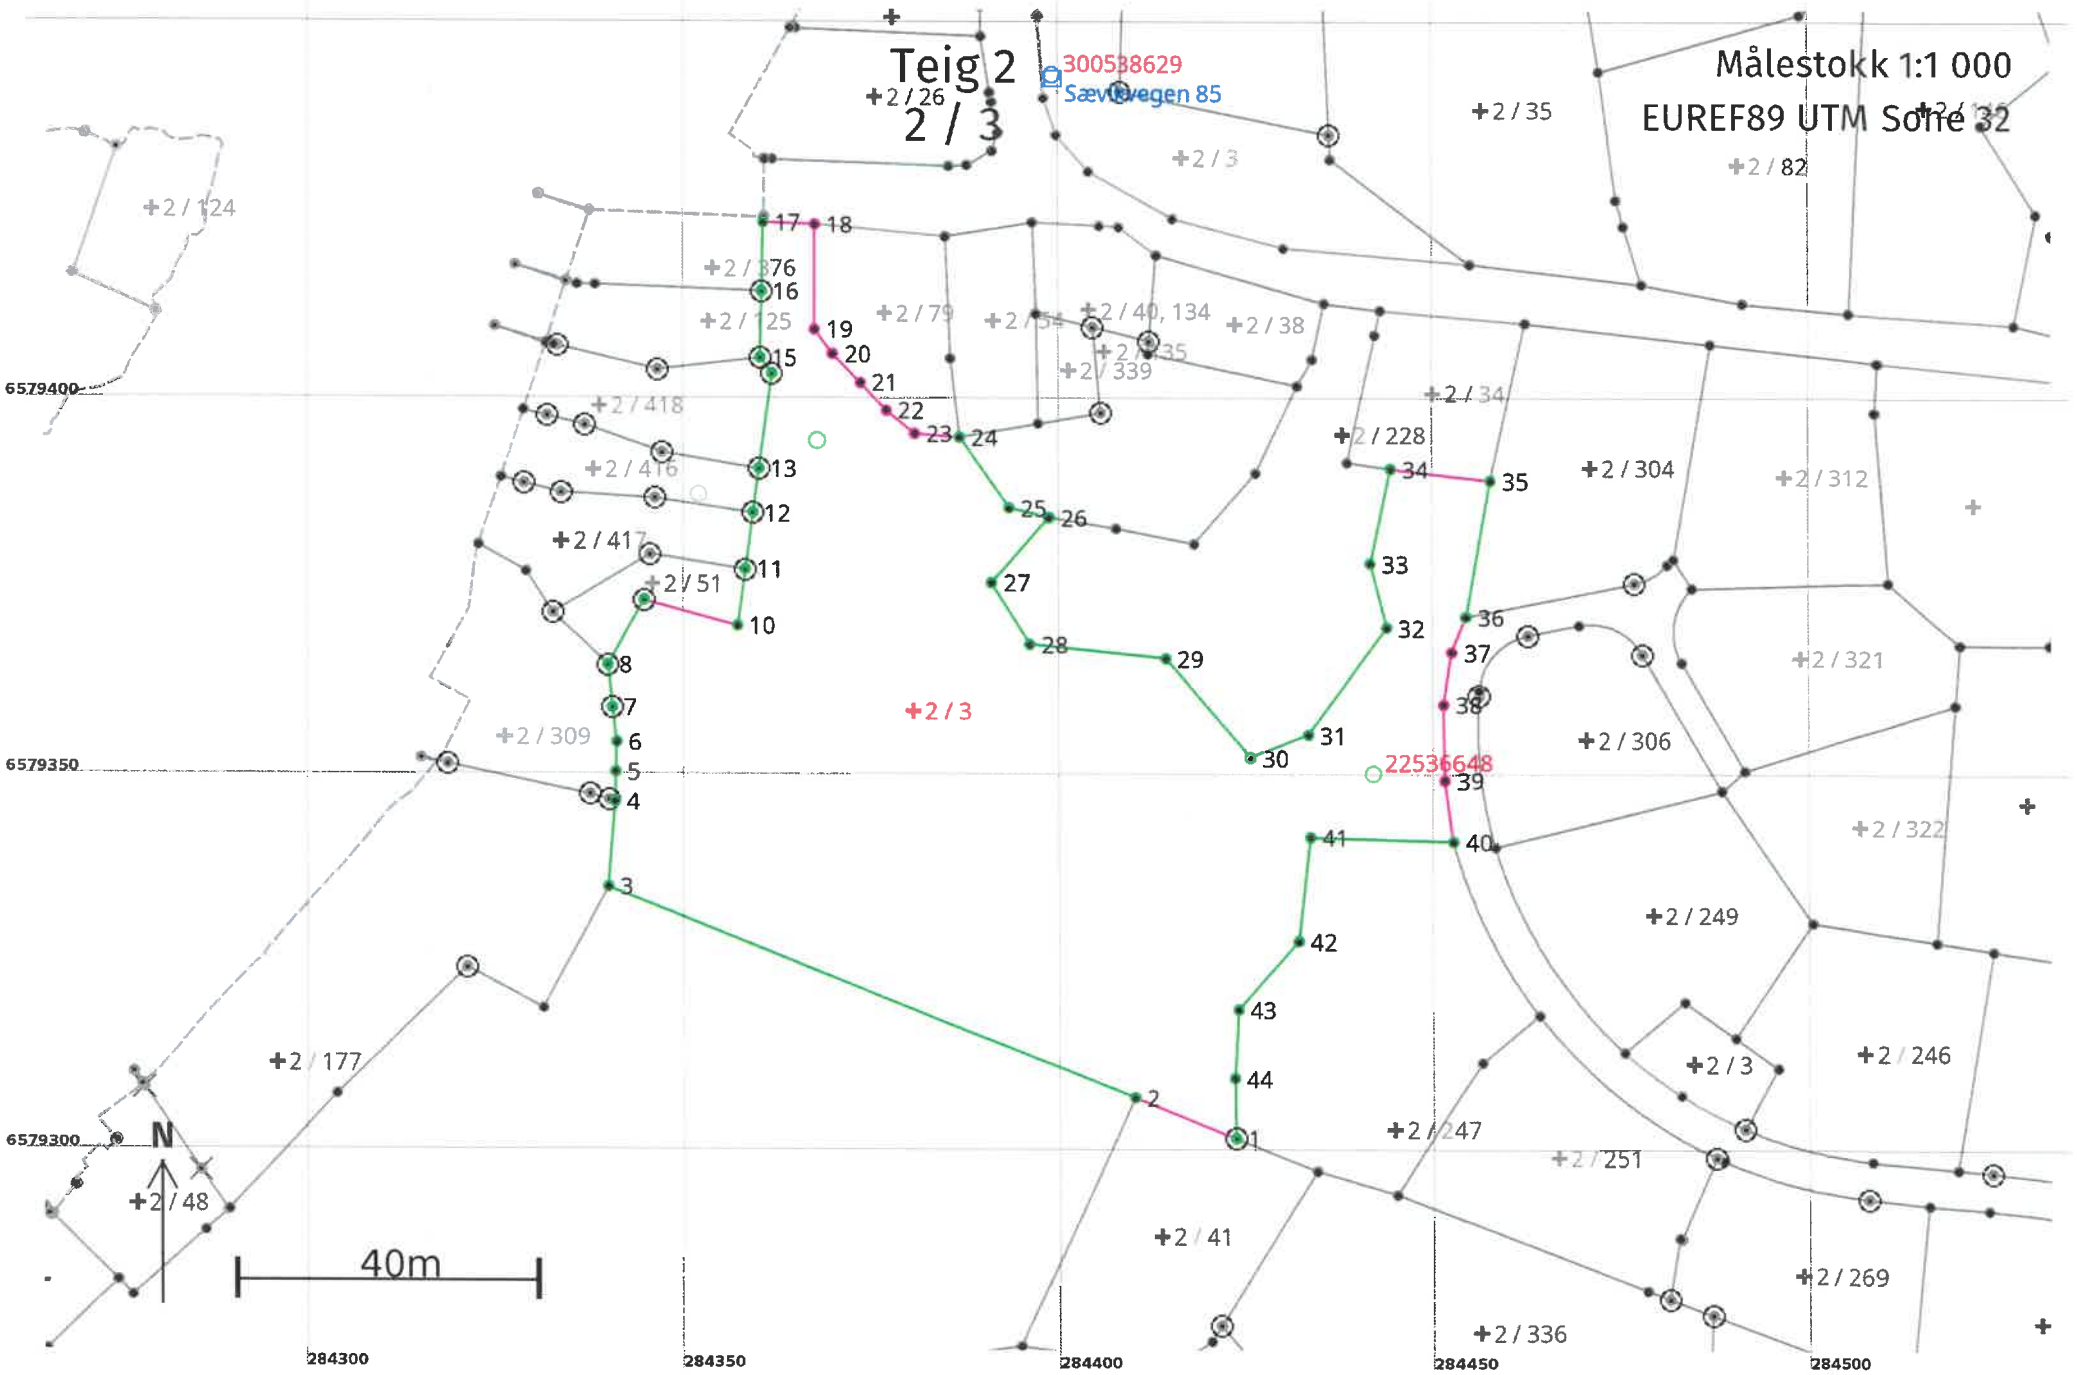 Teig 2
2 / 3
Målestokk 1:1 000
EUREF89 UTM Sone 32
300538629
Sævikvegen 85
+2 / 26
+2 / 35
+2 / 3
+2 / 82
+2 / 124
17
18
+2 / 376
16
+2 / 125
15
+2 / 79
+2 / 54
+2 / 40, 134
+2 / 38
+2 / 339
19
20
21
22
23
24
6579400
+2 / 418
+2 / 34
+2 / 228
+2 / 416
13
34
35
+2 / 304
+2 / 312
12
25
26
+2 / 417
11
33
+2 / 51
27
10
36
32
28
29
37
8
+2 / 321
7
38
+2 / 3
+2 / 309
6
31
+2 / 306
30
22536648
6579350
5
39
4
+2 / 322
41
40
3
+2 / 249
42
43
+2 / 177
+2 / 246
+2 / 3
44
2
6579300
N
1
+2 / 247
+2 / 251
+2 / 48
+2 / 41
40m
+2 / 269
+2 / 336
284300
284350
284400
284450
284500